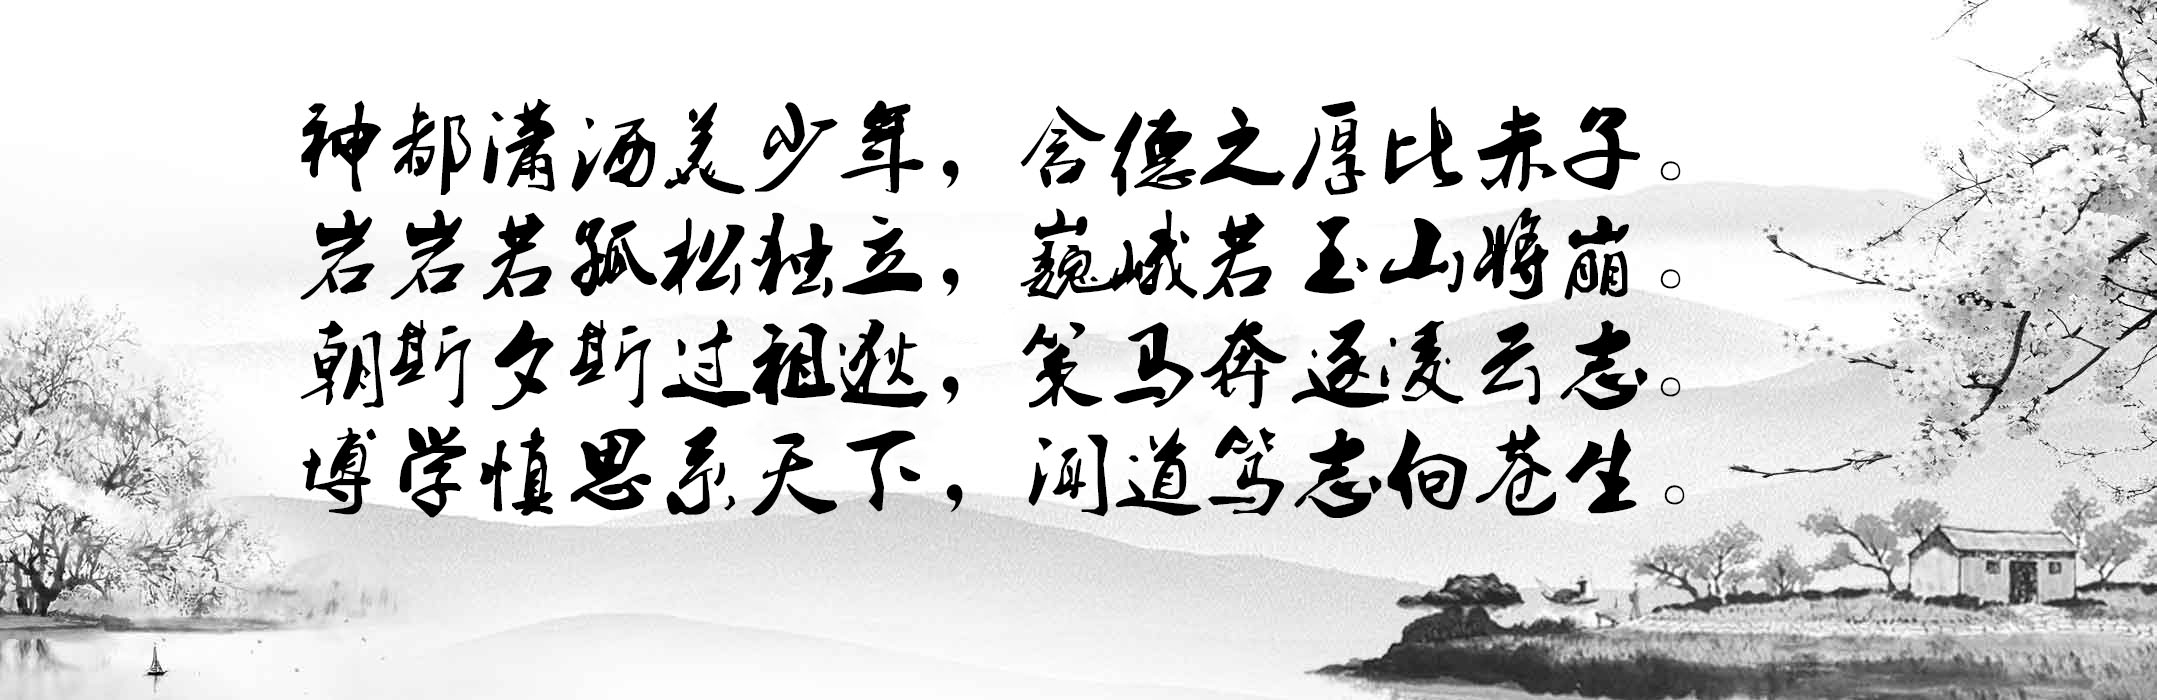 神都潇洒美少年，含德之厚比赤子。
岩岩若孤松独立，巍峨若玉山将崩。
朝斯夕斯过祖逖，策马奔逐凌云志。
博学慎思系天下，闻道笃志向苍生。